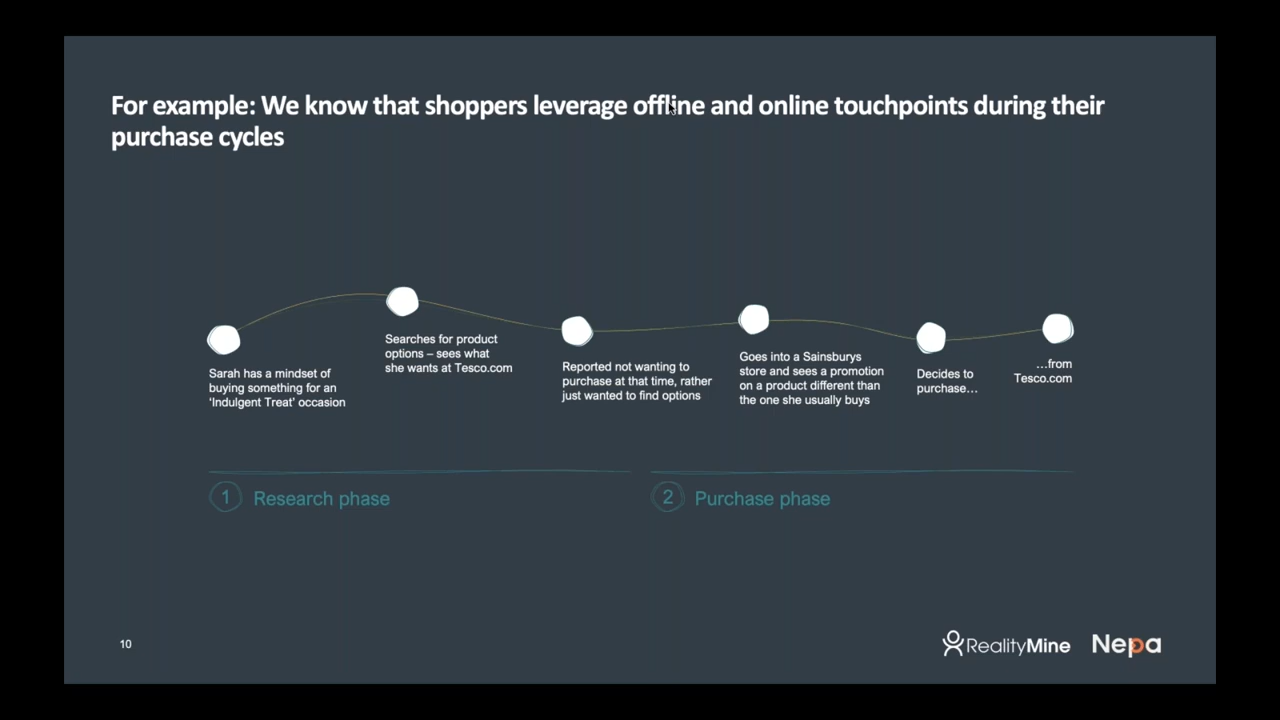 For example: We know that shoppers leverage offline and online touchpoints during their
purchase cycles
Sarah has a mindset of
buying something for an
‘Indulgent Treat’ occasion
Searches for product
options – sees what
she wants at Tesco.com
Reported not wanting to
purchase at that time, rather
just wanted to find options
Goes into a Sainsburys
store and sees a promotion
on a product different than
the one she usually buys
Decides to
purchase…
…from
Tesco.com
1 Research phase
2 Purchase phase
10
RealityMine
Nepa